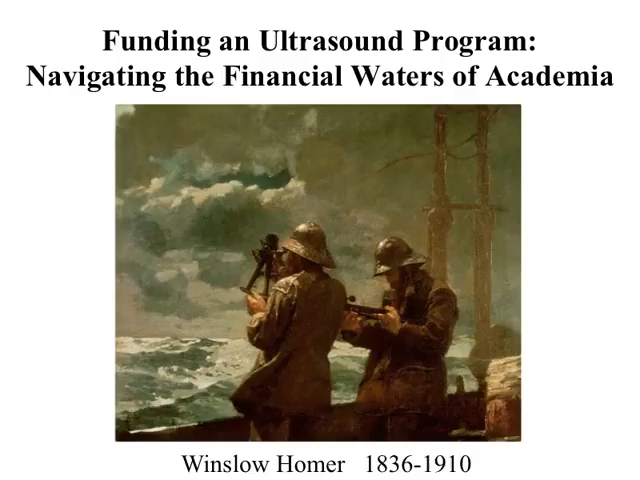 Funding an Ultrasound Program:
Navigating the Financial Waters of Academia
Winslow Homer 1836-1910